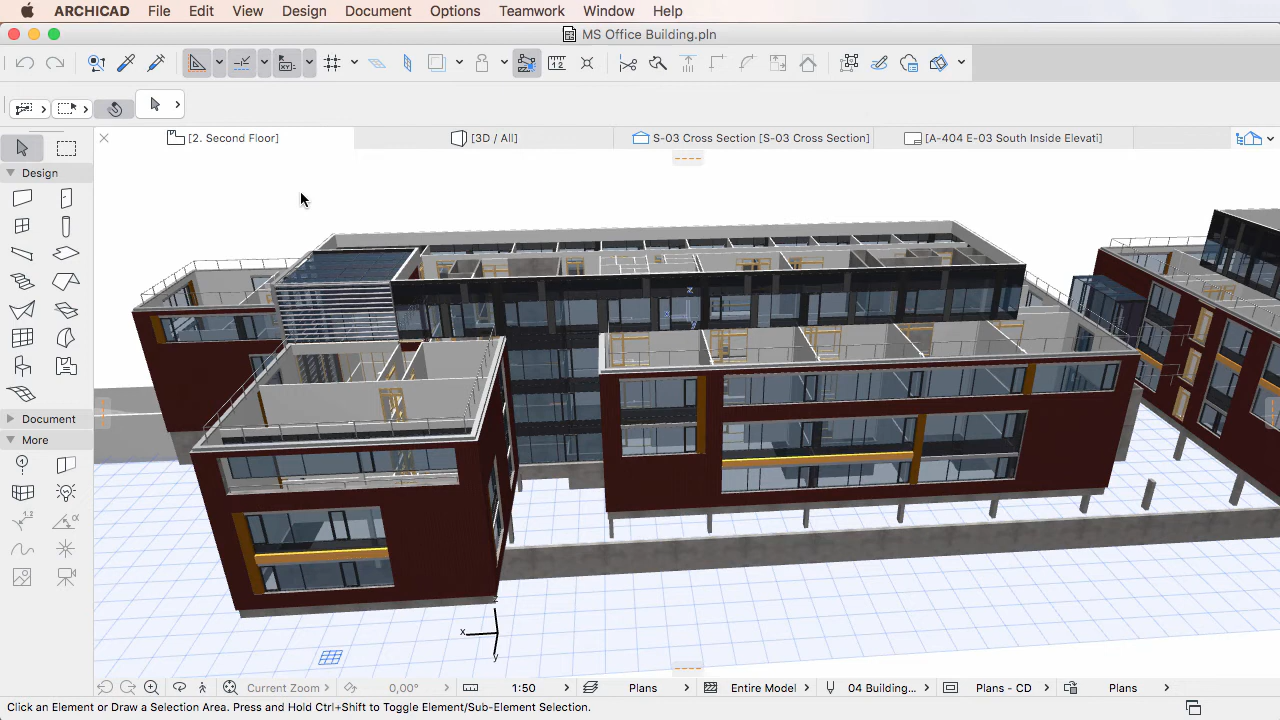 ARCHICAD File Edit View Design Document Options Teamwork Window Help
MS Office Building.pln
[2. Second Floor] [3D / All] S-03 Cross Section [S-03 Cross Section] [A-404 E-03 South Inside Elevati]
Design
Document
More
1.2
z
x
y
Current Zoom 0,00° 1:50 Plans Entire Model 04 Building... Plans - CD Plans
Click an Element or Draw a Selection Area. Press and Hold Ctrl+Shift to Toggle Element/Sub-Element Selection.